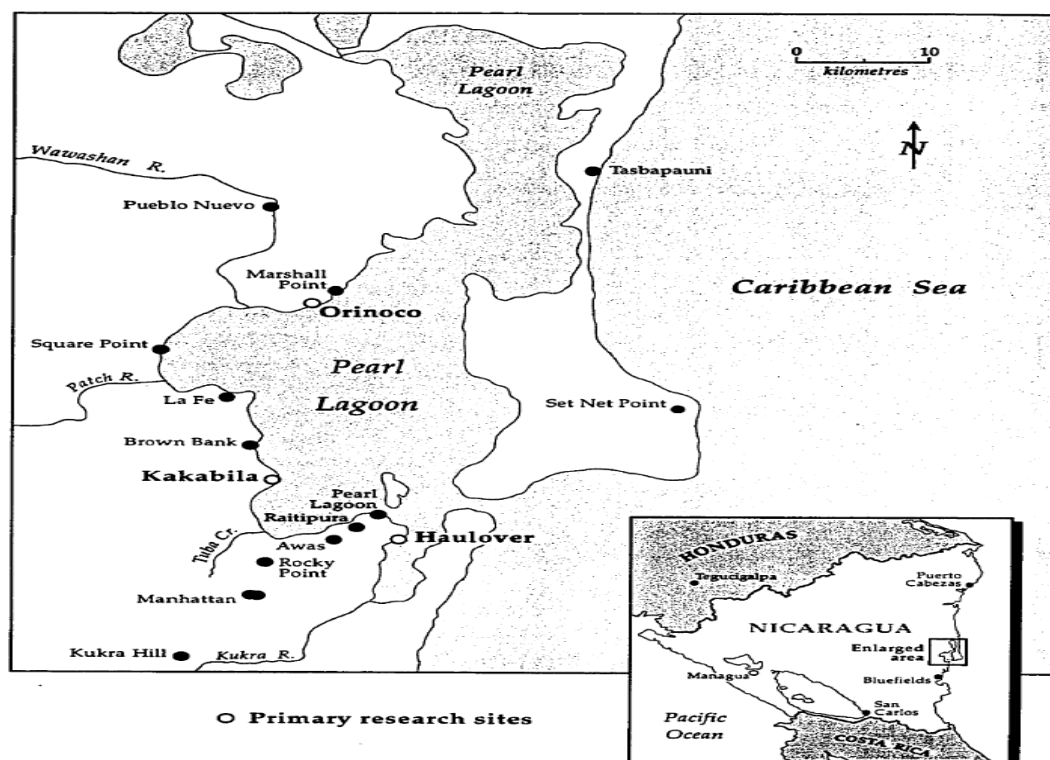 Pearl
Lagoon
0 10
kilometres
N
Wawashan R.
Tasbapauni
Pueblo Nuevo
Marshall
Point
Orinoco
Caribbean Sea
Square Point
Pearl
Lagoon
Patch R.
La Fe
Set Net Point
Brown Bank
Kakabila
Pearl
Lagoon
Raitipura
Haulover
Awas
Tuba Cr.
Rocky
Point
Manhattan
Kukra Hill
Kukra R.
HONDURAS
Tegucigalpa
Puerto
Cabezas
NICARAGUA
Enlarged
area
Managua
Bluefields
San
Carlos
Pacific
Ocean
COSTA RICA
Primary research sites